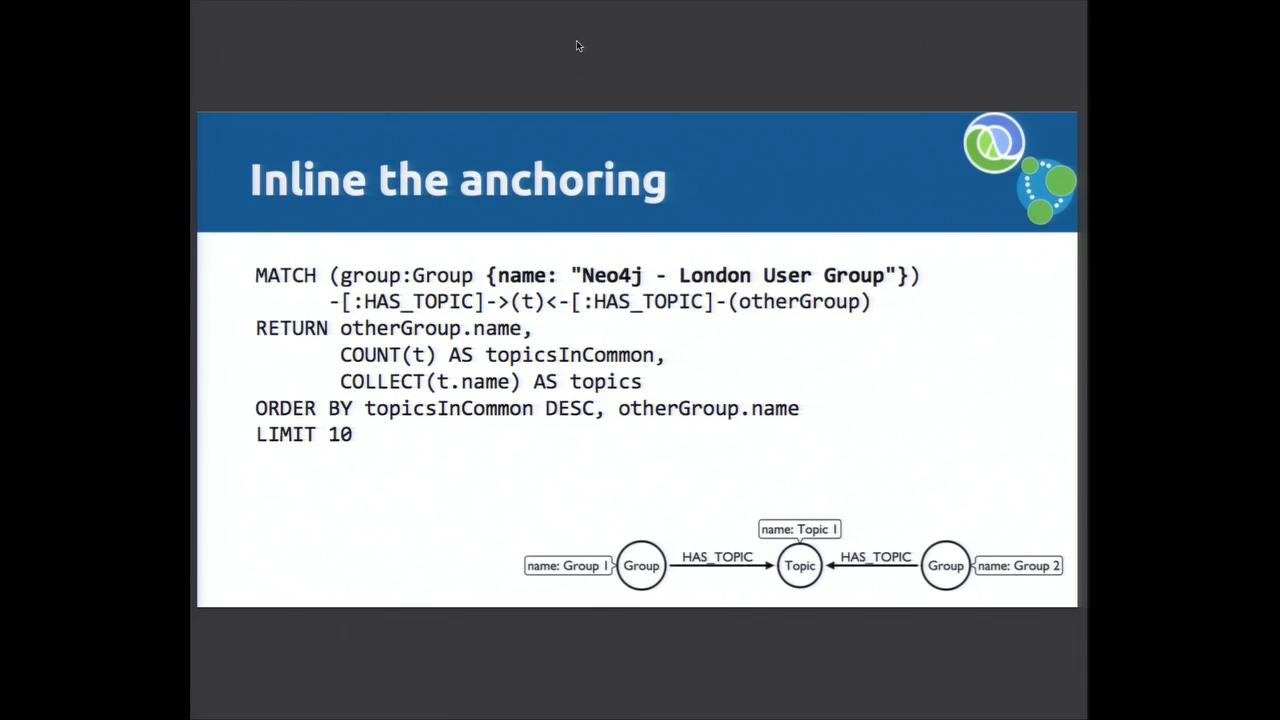 Inline the anchoring
MATCH (group:Group {name: "Neo4j - London User Group"})
-[:HAS_TOPIC]->(t)<-[:HAS_TOPIC]-(otherGroup)
RETURN otherGroup.name,
COUNT(t) AS topicsInCommon,
COLLECT(t.name) AS topics
ORDER BY topicsInCommon DESC, otherGroup.name
LIMIT 10
name: Topic 1
name: Group 1 Group HAS_TOPIC Topic HAS_TOPIC Group name: Group 2